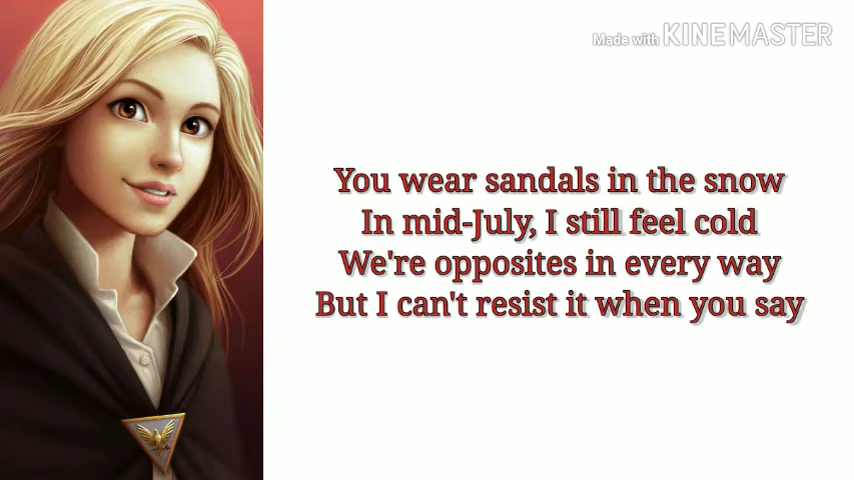 Made with KINEMASTER
You wear sandals in the snow
In mid-July, I still feel cold
We're opposites in every way
But I can't resist it when you say